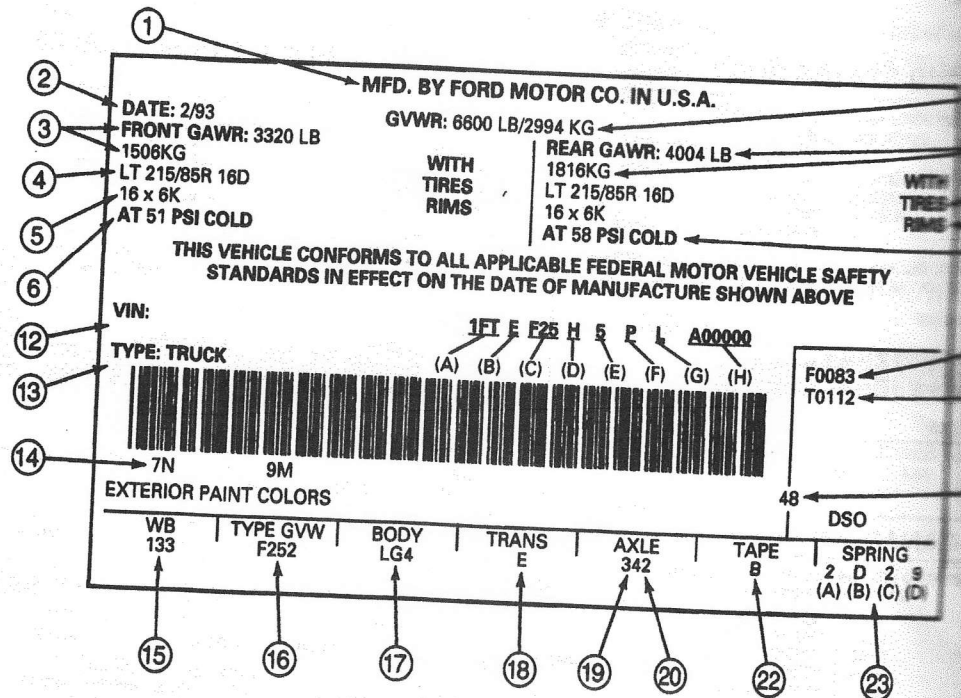 1
MFD. BY FORD MOTOR CO. IN U.S.A.
2
DATE: 2/93
GVWR: 6600 LB/2994 KG
3
FRONT GAWR: 3320 LB
1506KG
4
LT 215/85R 16D
5
16 x 6K
6
AT 51 PSI COLD
WITH
TIRES
RIMS
REAR GAWR: 4004 LB
1816KG
LT 215/85R 16D
16 x 6K
AT 58 PSI COLD
WITH
TIRES
RIMS
THIS VEHICLE CONFORMS TO ALL APPLICABLE FEDERAL MOTOR VEHICLE SAFETY
STANDARDS IN EFFECT ON THE DATE OF MANUFACTURE SHOWN ABOVE
12
VIN:
1FT E F25 H 5 P L A00000
(A) (B) (C) (D) (E) (F) (G) (H)
13
TYPE: TRUCK
F0083
T0112
14
7N 9M
EXTERIOR PAINT COLORS
48
DSO
WB TYPE GVW BODY TRANS AXLE TAPE SPRING
133 F252 LG4 E 342 B 2 D 2 9
(A) (B) (C) (D)
15 16 17 18 19 20 22 23